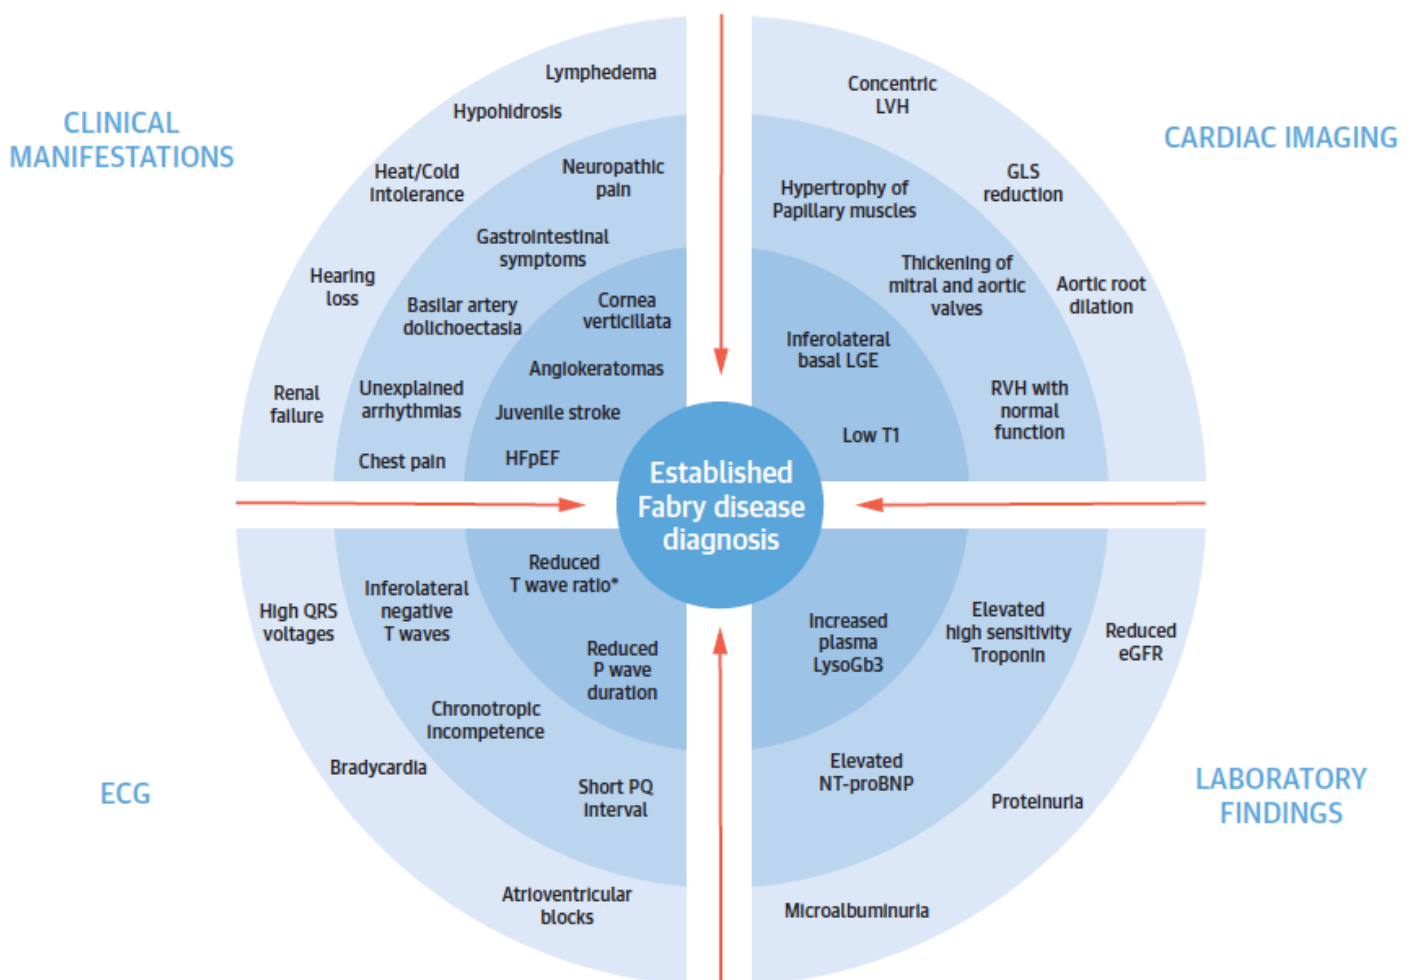 CLINICAL
MANIFESTATIONS
Lymphedema
Hypohidrosis
Heat/Cold
intolerance
Neuropathic
pain
Gastrointestinal
symptoms
Hearing
loss
Basilar artery
dolichoectasia
Cornea
verticillata
Angiokeratomas
Renal
failure
Unexplained
arrhythmias
Juvenile stroke
Chest pain
HFpEF
CARDIAC IMAGING
Concentric
LVH
GLS
reduction
Hypertrophy of
Papillary muscles
Thickening of
mitral and aortic
valves
Aortic root
dilation
Inferolateral
basal LGE
RVH with
normal
function
Low T1
Established
Fabry disease
diagnosis
ECG
Reduced
T wave ratio*
Inferolateral
negative
T waves
High QRS
voltages
Reduced
P wave
duration
Chronotropic
incompetence
Bradycardia
Short PQ
interval
Atrioventricular
blocks
LABORATORY
FINDINGS
Increased
plasma
LysoGb3
Elevated
high sensitivity
Troponin
Reduced
eGFR
Elevated
NT-proBNP
Proteinuria
Microalbuminuria